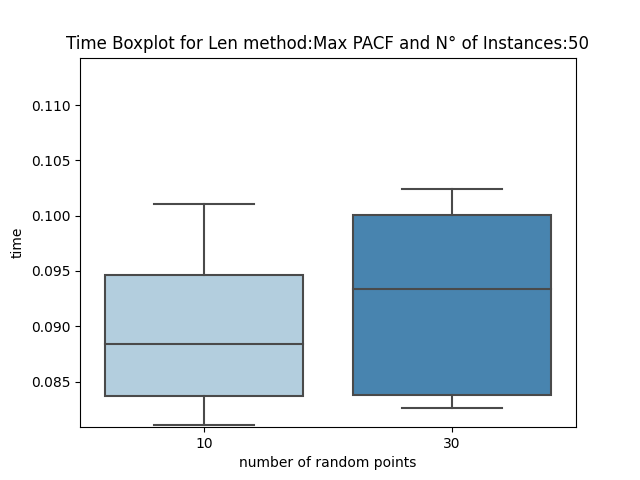 Time Boxplot for Len method:Max PACF and N° of Instances:50
0.110
0.105
0.100
0.095
0.090
0.085
time
10 30
number of random points